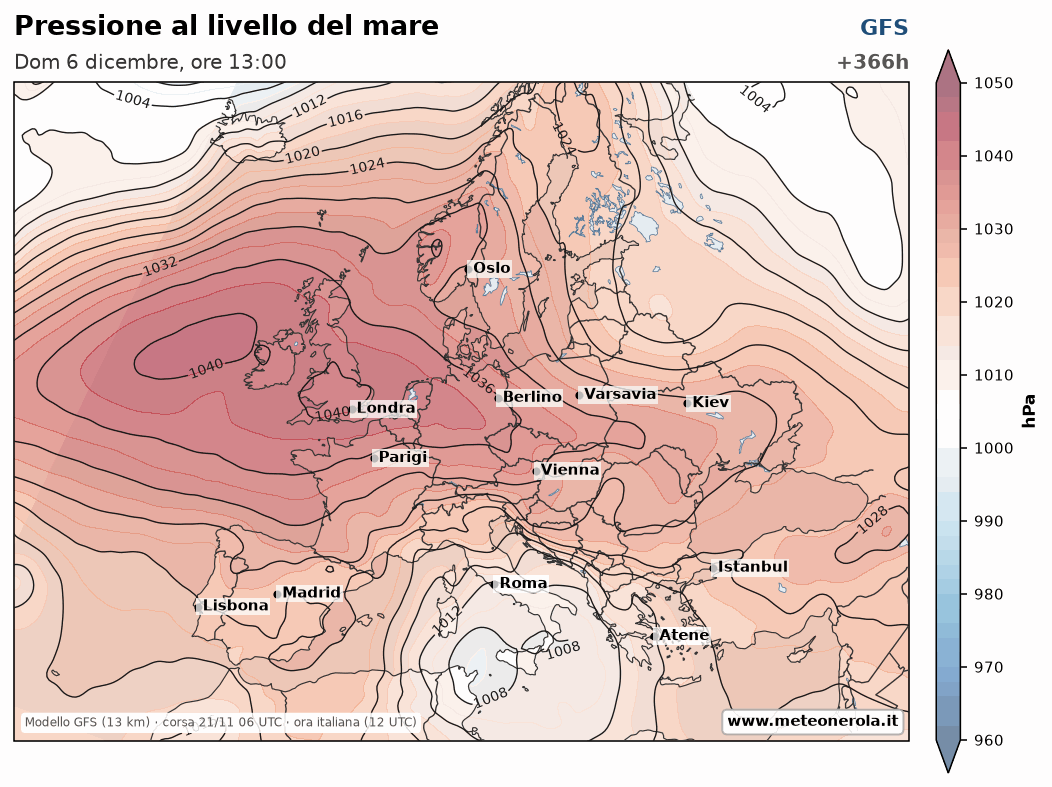 Pressione al livello del mare
GFS
Dom 6 dicembre, ore 13:00
+366h
1004
1004
1012
1016
1020
1024
1024
1032
1040
1040
1036
1028
1012
1008
1008
Oslo
Londra
Berlino
Varsavia
Kiev
Parigi
Vienna
Istanbul
Roma
Madrid
Lisbona
Atene
Modello GFS (13 km) · corsa 21/11 06 UTC · ora italiana (12 UTC)
www.meteonerola.it
1050
1040
1030
1020
1010
1000
990
980
970
960
hPa